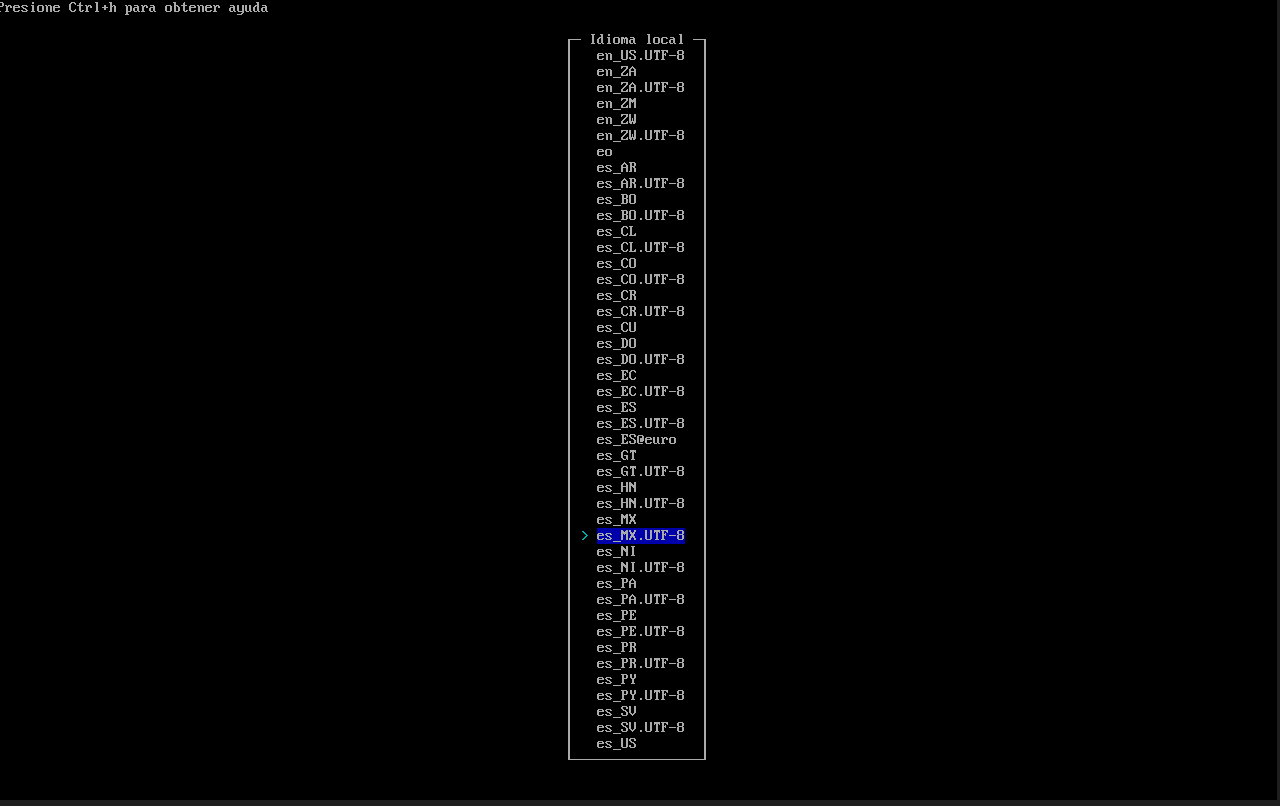 Presione Ctrl+h para obtener ayuda
Idioma local
en_US.UTF-8
en_ZA
en_ZA.UTF-8
en_ZM
en_ZW
en_ZW.UTF-8
eo
es_AR
es_AR.UTF-8
es_BO
es_BO.UTF-8
es_CL
es_CL.UTF-8
es_CO
es_CO.UTF-8
es_CR
es_CR.UTF-8
es_CU
es_DO
es_DO.UTF-8
es_EC
es_EC.UTF-8
es_ES
es_ES.UTF-8
es_ES@euro
es_GT
es_GT.UTF-8
es_HN
es_HN.UTF-8
es_MX
> es_MX.UTF-8
es_NI
es_NI.UTF-8
es_PA
es_PA.UTF-8
es_PE
es_PE.UTF-8
es_PR
es_PR.UTF-8
es_PY
es_PY.UTF-8
es_SV
es_SV.UTF-8
es_US